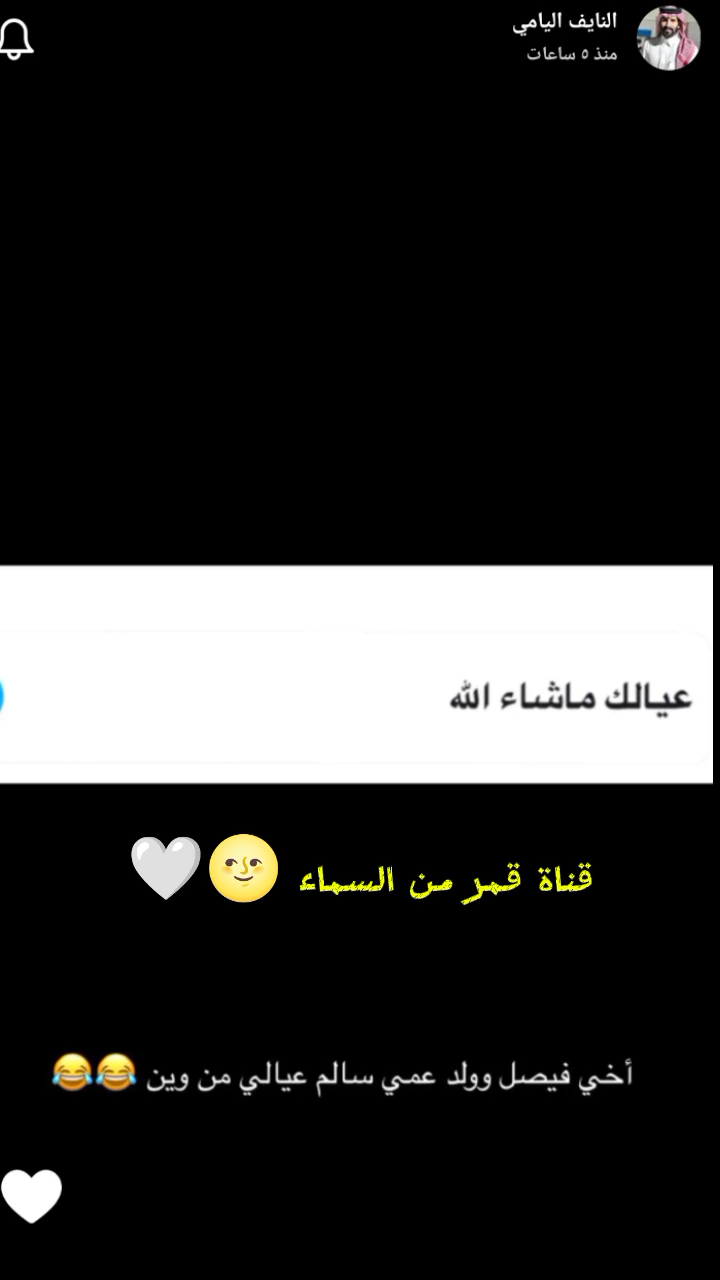 النايف اليامي
منذ ٥ ساعات
عيالك ماشاء الله
قناة قمر من السماء 🌝🤍
أخي فيصل وولد عمي سالم عيالي من وين 😂😂